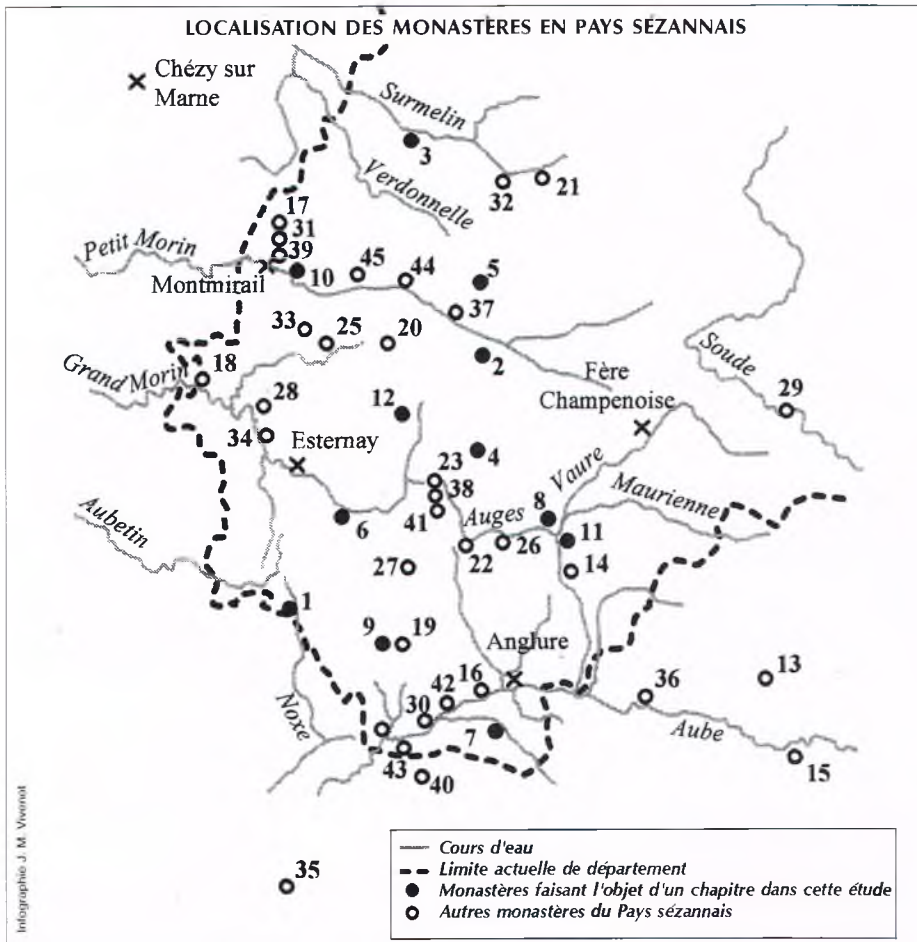 LOCALISATION DES MONASTÈRES EN PAYS SÉZANNAIS
Chézy sur
Marne
Surmelin
3
Verdonnelle
32
21
17
31
39
Petit Morin
Montmirail
10
45
44
5
37
33
25
20
2
Soude
18
Grand Morin
28
12
Fère
Champenoise
29
34
Esternay
4
23
38
41
Vaure
Maurienne
Auges
8
6
11
Aubetin
22
26
14
27
1
9
19
Anglure
13
16
36
42
30
Noxe
7
Aube
43
40
15
35
Cours d'eau
Limite actuelle de département
Monastères faisant l'objet d'un chapitre dans cette étude
Autres monastères du Pays sézannais
Infographie J. M. Vivenot